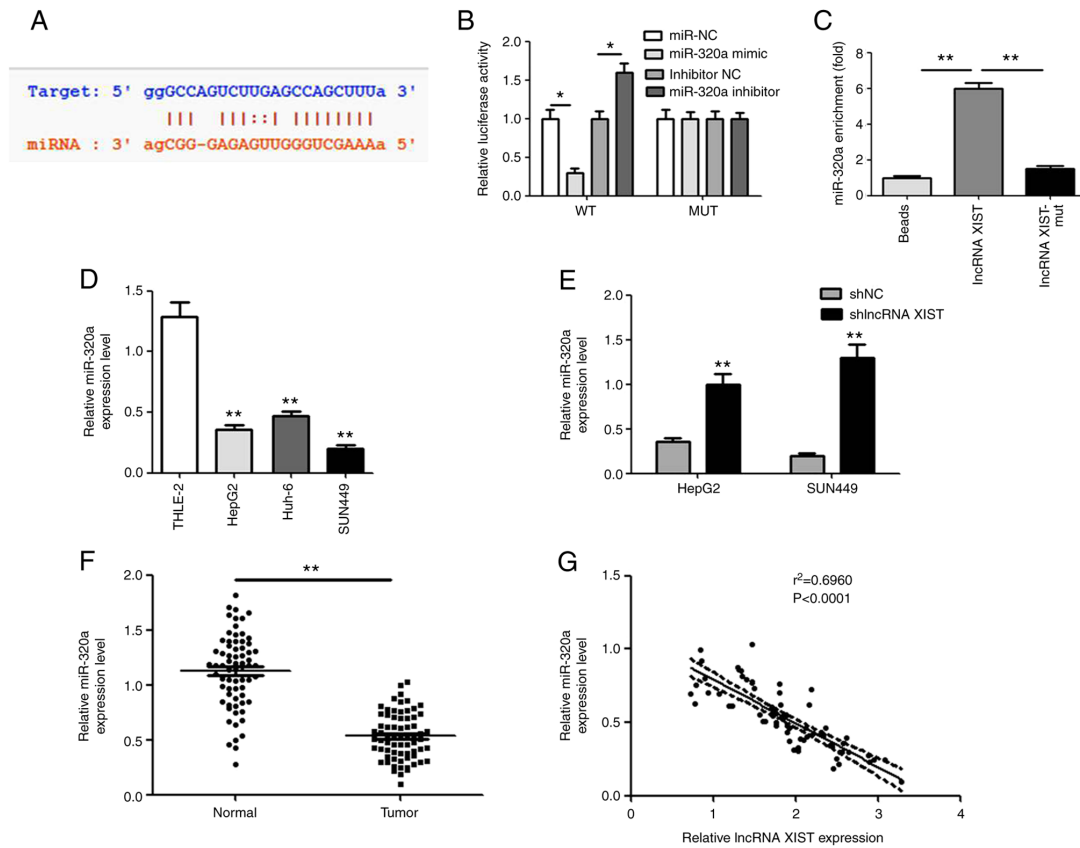 A
Target: 5' ggGCCAGUCUUGAGCCAGCUUUa 3'
||| |||::| ||||||||
miRNA : 3' agCGG-GAGAGUUGGGUCGAAAa 5'
B
Relative luciferase activity
2.0
1.5
1.0
0.5
0.0
*
*
miR-NC
miR-320a mimic
Inhibitor NC
miR-320a inhibitor
WT
MUT
C
miR-320a enrichment (fold)
8
6
4
2
0
**
**
Beads
lncRNA XIST
lncRNA XIST-
mut
D
Relative miR-320a
expression level
1.5
1.0
0.5
0.0
**
**
**
THLE-2
HepG2
Huh-6
SUN449
E
Relative miR-320a
expression level
2.0
1.5
1.0
0.5
0.0
shNC
shlncRNA XIST
**
**
HepG2
SUN449
F
Relative miR-320a
expression level
2.0
1.5
1.0
0.5
0.0
**
Normal
Tumor
G
Relative miR-320a
expression level
1.5
1.0
0.5
0.0
r²=0.6960
P<0.0001
0
1
2
3
4
Relative lncRNA XIST expression